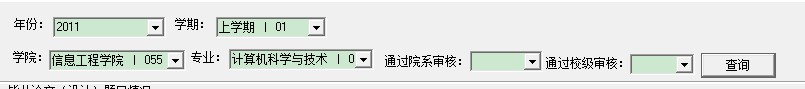 年份： 2011 学期： 上学期 | 01
学院： 信息工程学院 | 055 专业： 计算机科学与技术 | 0 通过院系审核： 通过校级审核： 查询